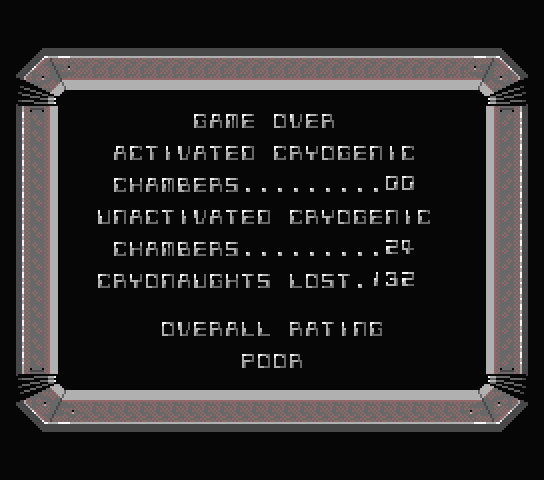 GAME OVER
ACTIVATED CRYOGENIC
CHAMBERS.........00
UNACTIVATED CRYOGENIC
CHAMBERS.........24
CRYONAUGHTS LOST.132
OVERALL RATING
POOR